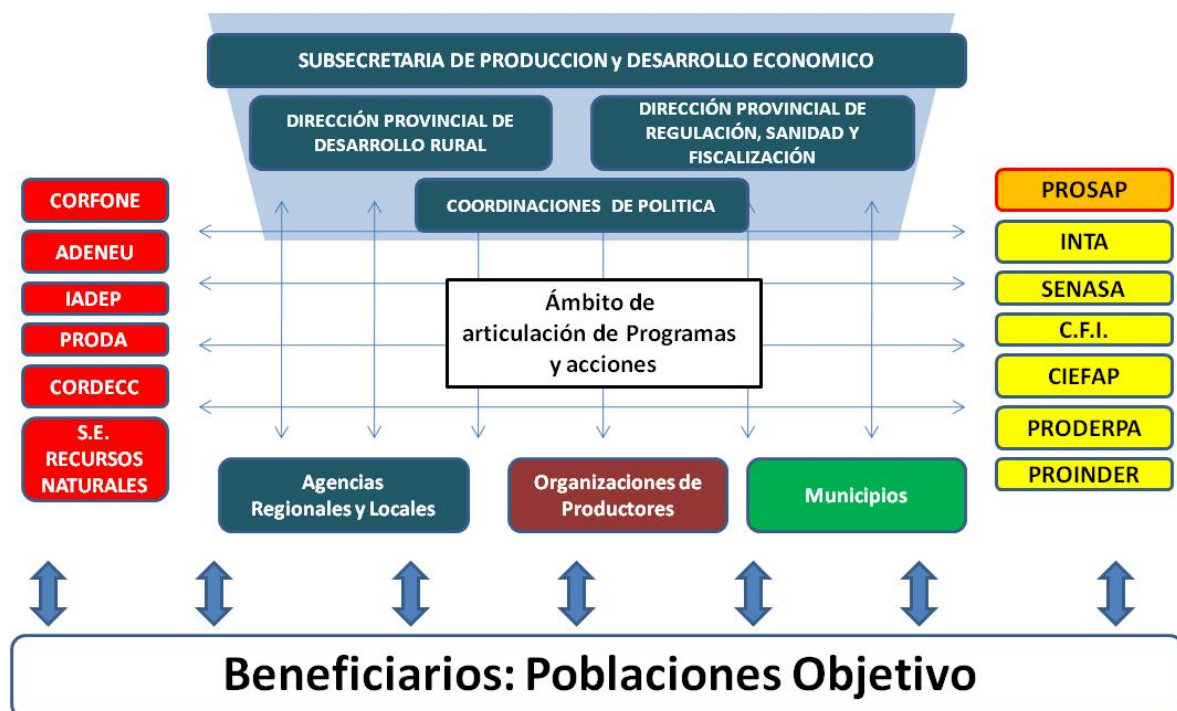 SUBSECRETARIA DE PRODUCCION y DESARROLLO ECONOMICO
DIRECCIÓN PROVINCIAL DE
DESARROLLO RURAL
DIRECCIÓN PROVINCIAL DE
REGULACIÓN, SANIDAD Y
FISCALIZACIÓN
COORDINACIONES DE POLITICA
CORFONE
ADENEU
IADEP
PRODA
CORDECC
S.E.
RECURSOS
NATURALES
Ámbito de
articulación de Programas
y acciones
PROSAP
INTA
SENASA
C.F.I.
CIEFAP
PRODERPA
PROINDER
Agencias
Regionales y Locales
Organizaciones de
Productores
Municipios
Beneficiarios: Poblaciones Objetivo